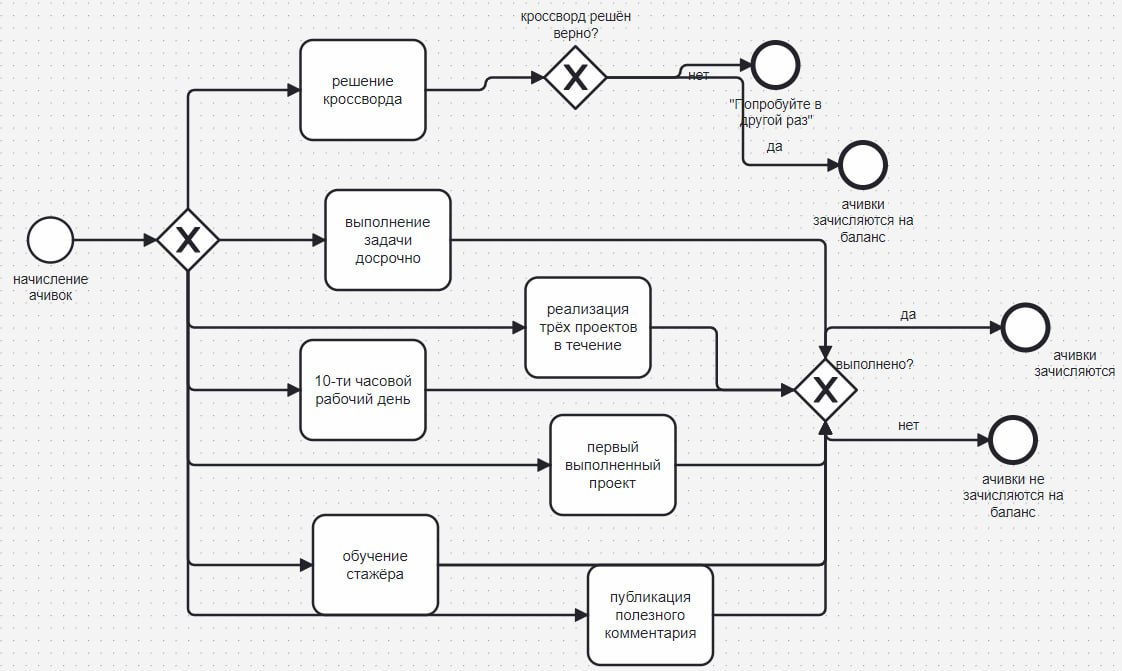 кроссворд решён
верно?
решение
кроссворда
нет
"Попробуйте в
другой раз"
да
ачивки
зачисляются на
баланс
начисление
ачивок
выполнение
задачи
досрочно
реализация
трёх проектов
в течение
да
ачивки
зачисляются
выполнено?
10-ти часовой
рабочий день
нет
ачивки не
зачисляются на
баланс
первый
выполненный
проект
обучение
стажёра
публикация
полезного
комментария